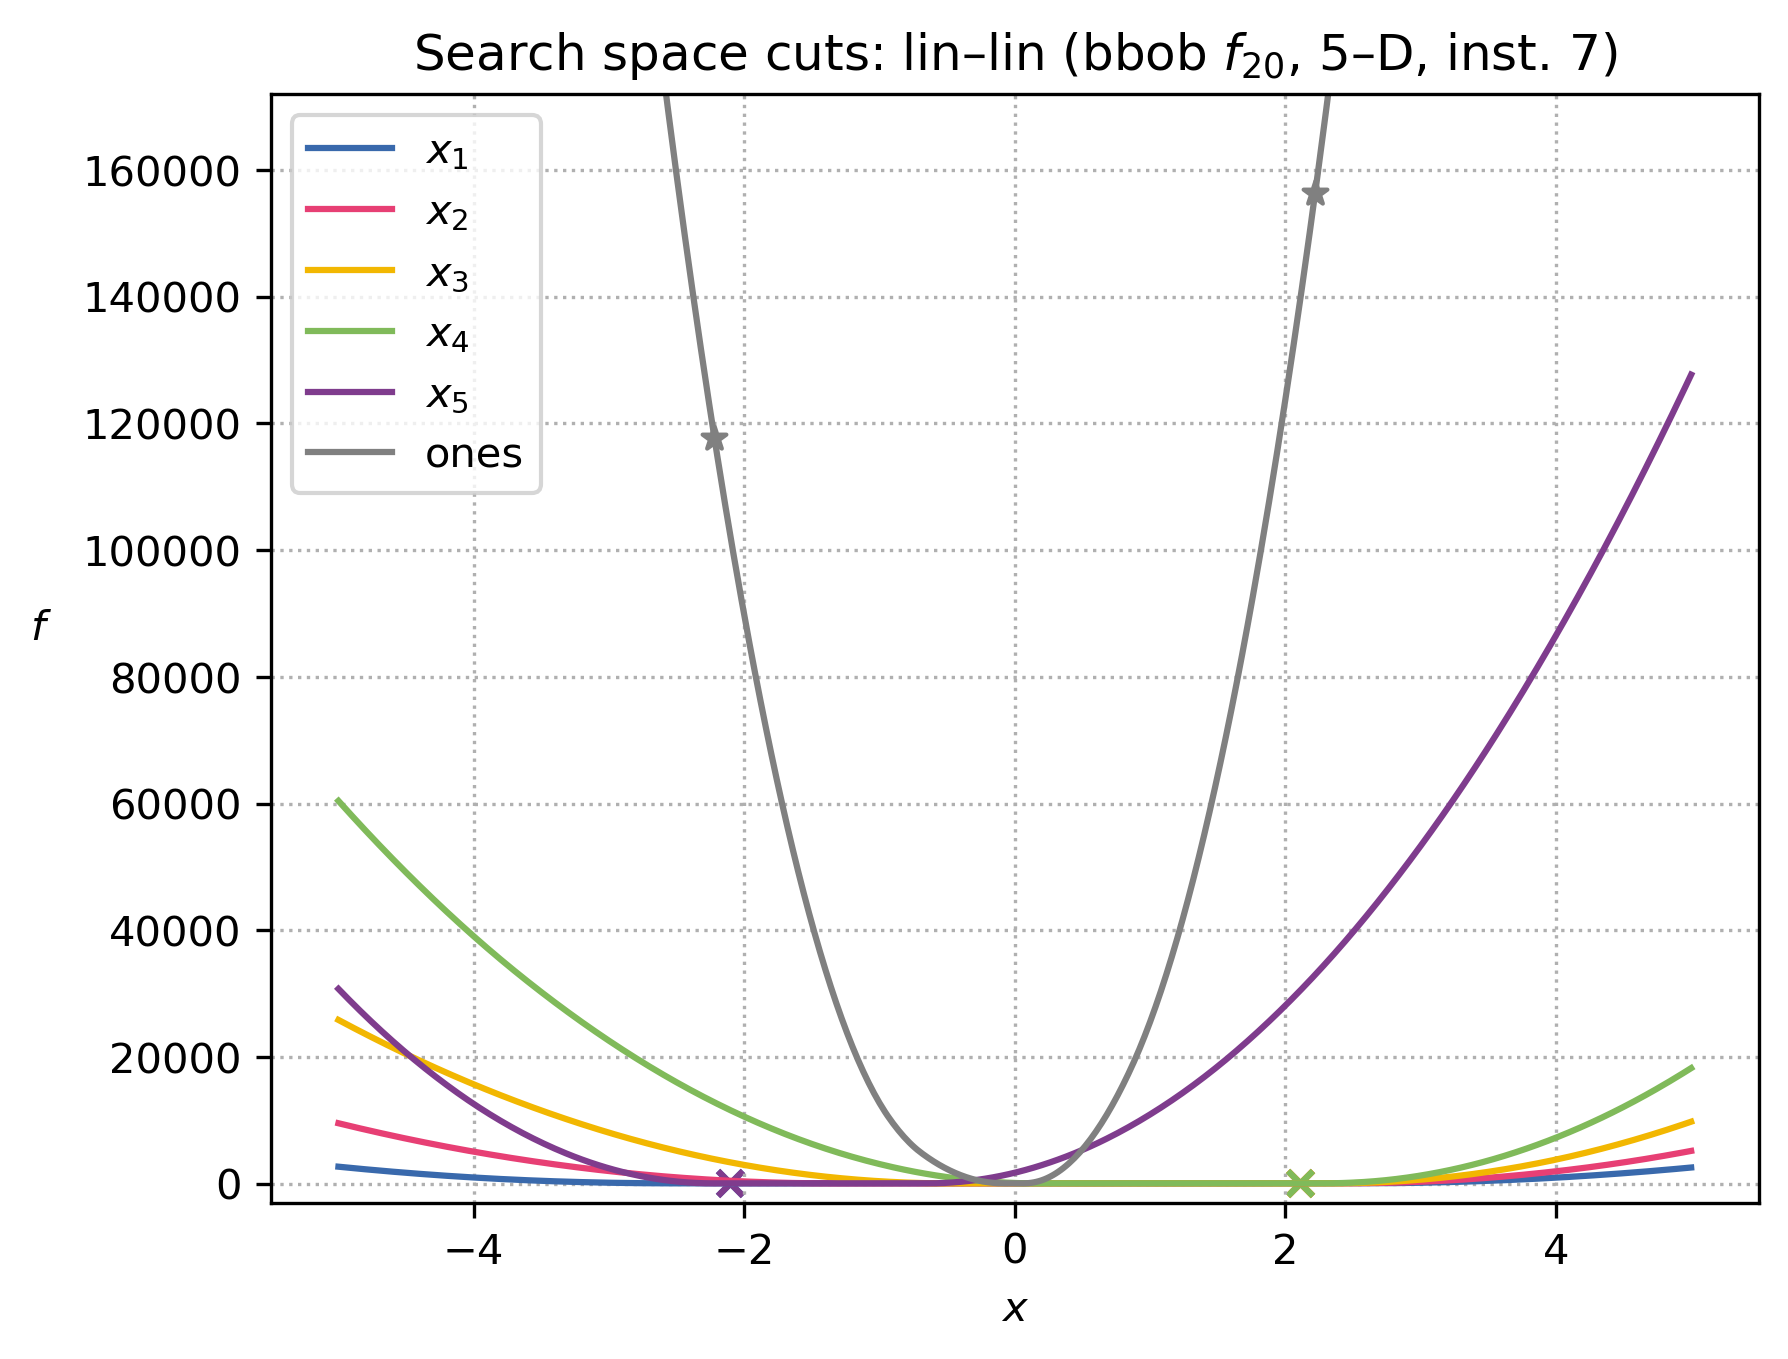 Search space cuts: lin–lin (bbob f₂₀, 5–D, inst. 7)
x₁
x₂
x₃
x₄
x₅
ones
160000
140000
120000
100000
80000
60000
40000
20000
0
f
−4 −2 0 2 4
x